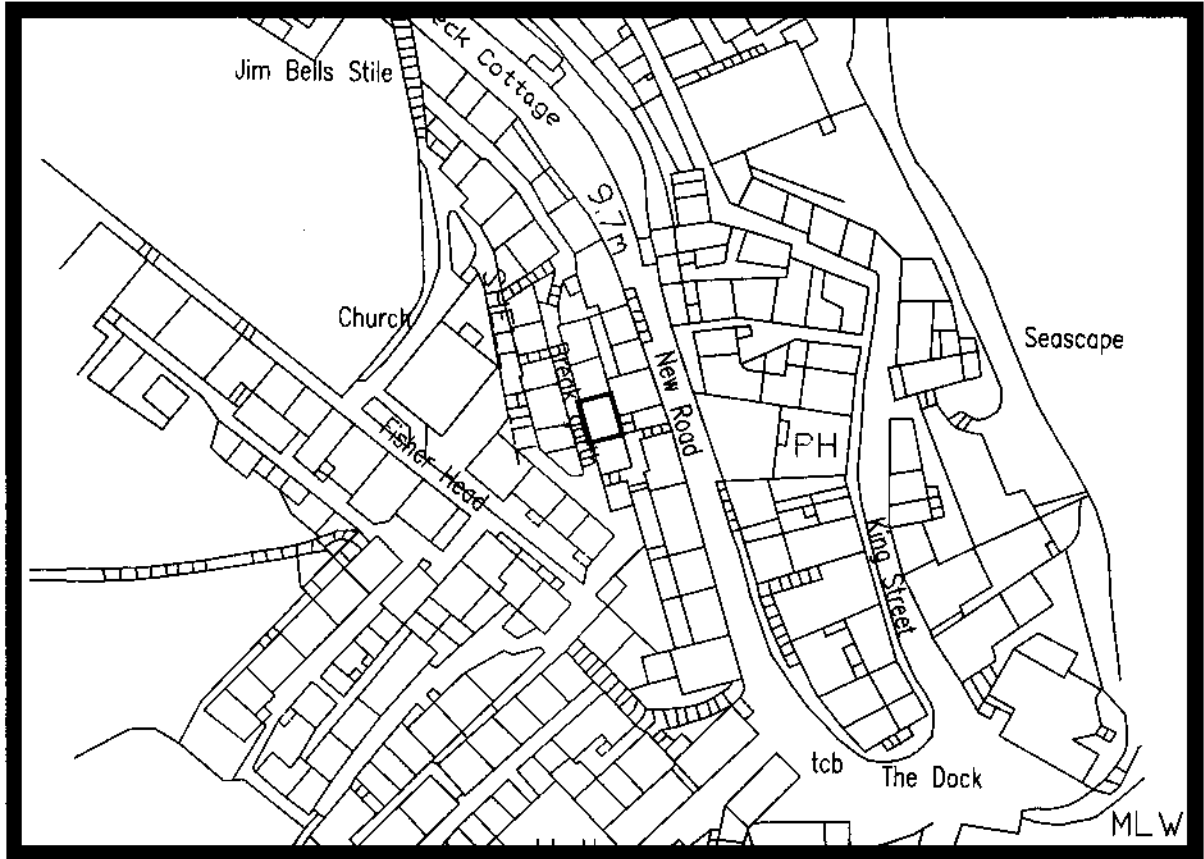 Jim Bells Stile
eck Cottage
9.7m
Church
Seascape
New Road
Fisher Head
PH
King Street
tcb
The Dock
MLW